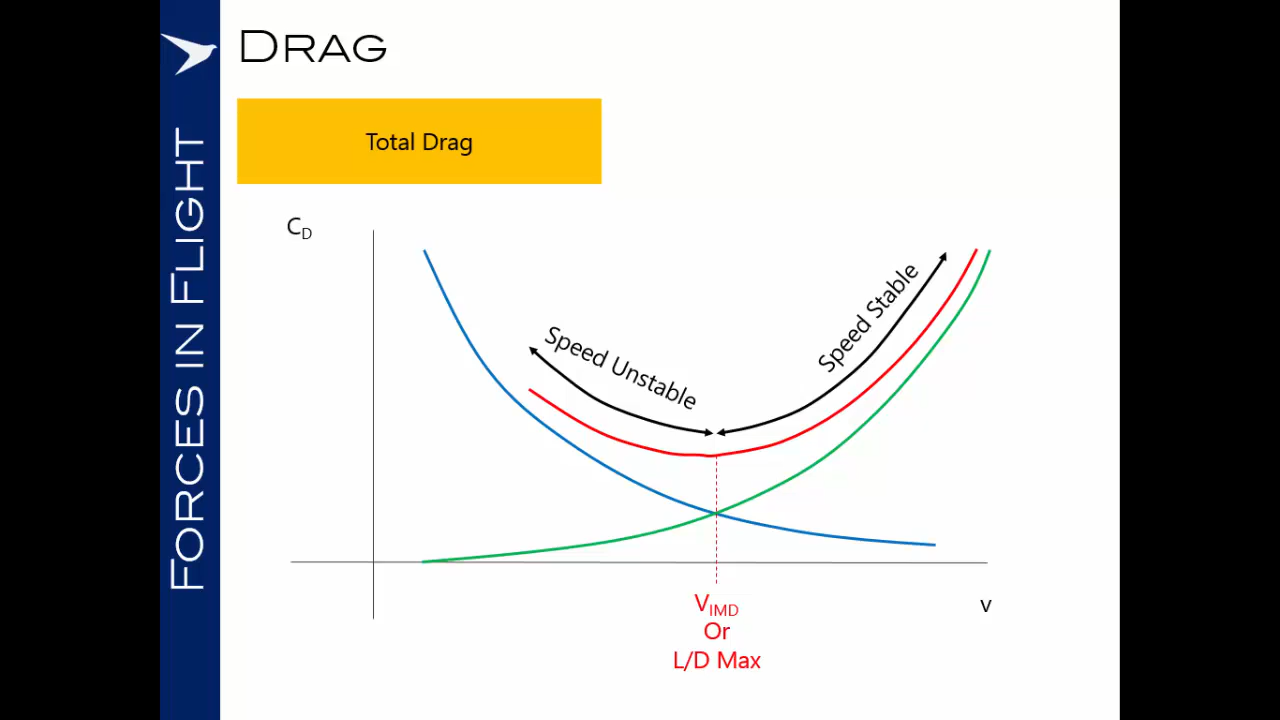 DRAG
FORCES IN FLIGHT
Total Drag
CD
Speed Unstable
Speed Stable
VIMD
Or
L/D Max
v